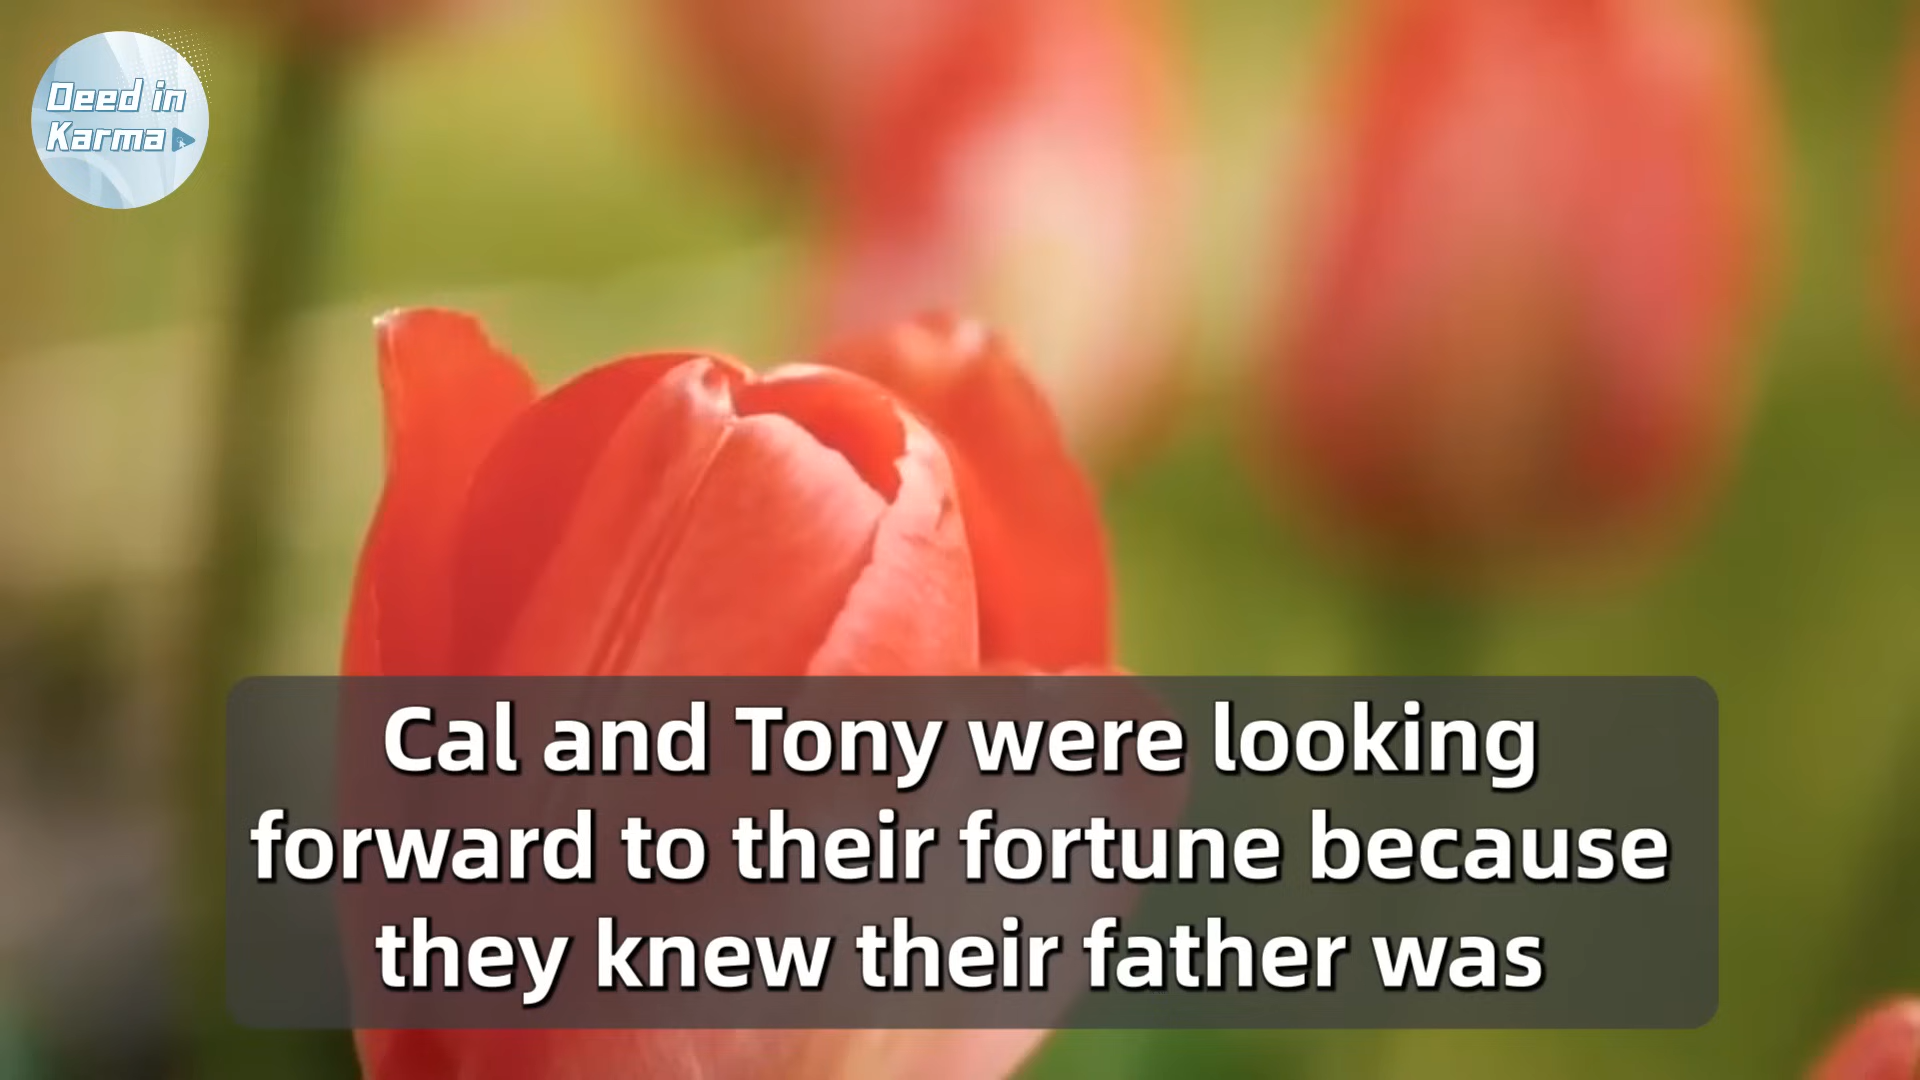 Deed in
Karma
Cal and Tony were looking
forward to their fortune because
they knew their father was